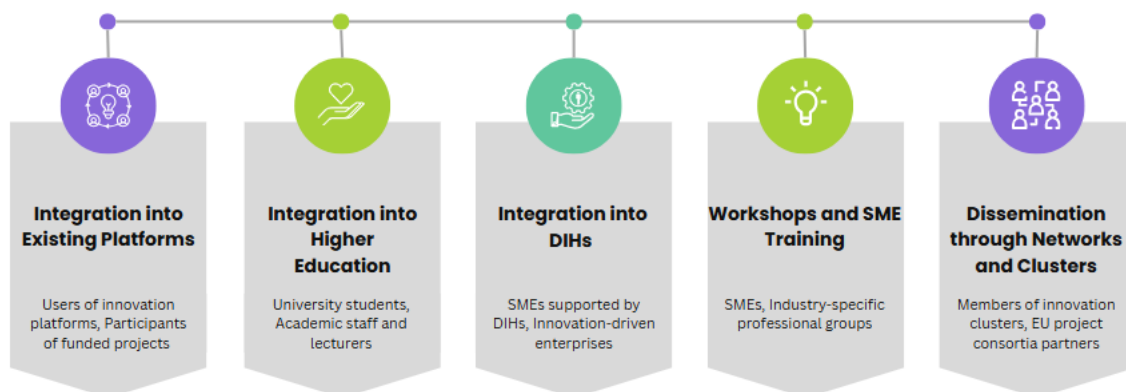 Integration into
Existing Platforms
Users of innovation
platforms, Participants
of funded projects
Integration into
Higher
Education
University students,
Academic staff and
lecturers
Integration into
DIHs
SMEs supported by
DIHs, Innovation-driven
enterprises
Workshops and SME
Training
SMEs, Industry-specific
professional groups
Dissemination
through Networks
and Clusters
Members of innovation
clusters, EU project
consortia partners